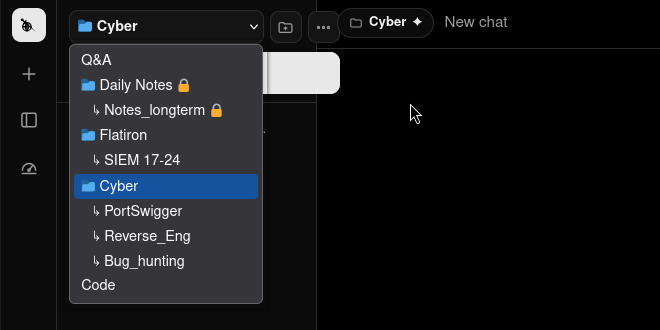 Cyber
Cyber
New chat
Q&A
Daily Notes
Notes_longterm
Flatiron
SIEM 17-24
Cyber
PortSwigger
Reverse_Eng
Bug_hunting
Code